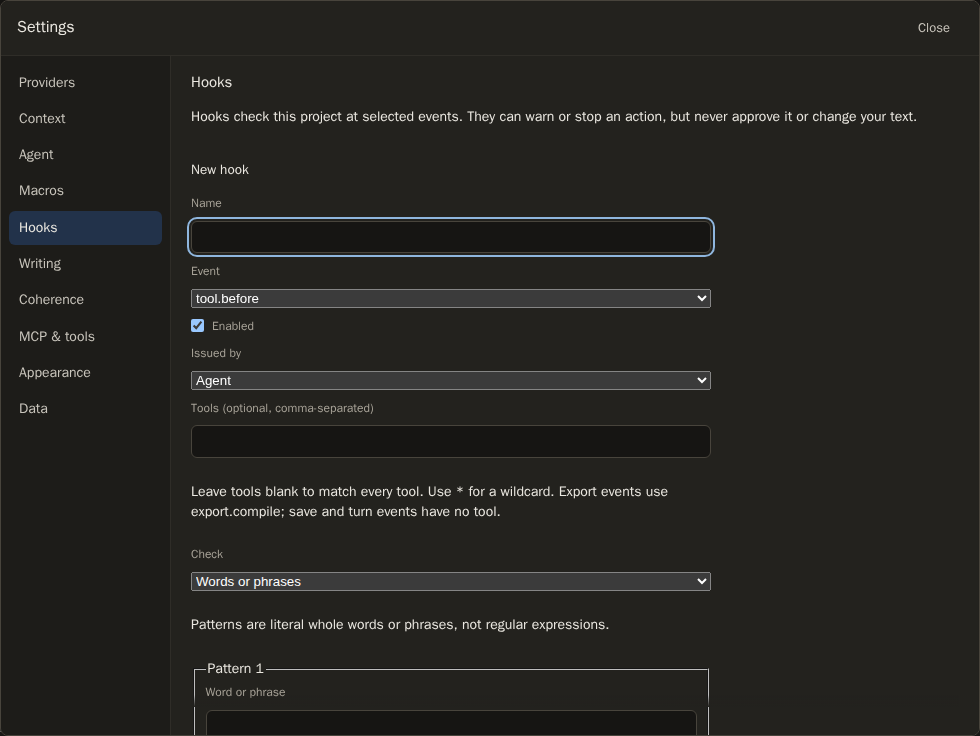 Settings
Close
Providers
Context
Agent
Macros
Hooks
Writing
Coherence
MCP & tools
Appearance
Data
Hooks
Hooks check this project at selected events. They can warn or stop an action, but never approve it or change your text.
New hook
Name
Event
tool.before
Enabled
Issued by
Agent
Tools (optional, comma-separated)
Leave tools blank to match every tool. Use * for a wildcard. Export events use
export.compile; save and turn events have no tool.
Check
Words or phrases
Patterns are literal whole words or phrases, not regular expressions.
Pattern 1
Word or phrase